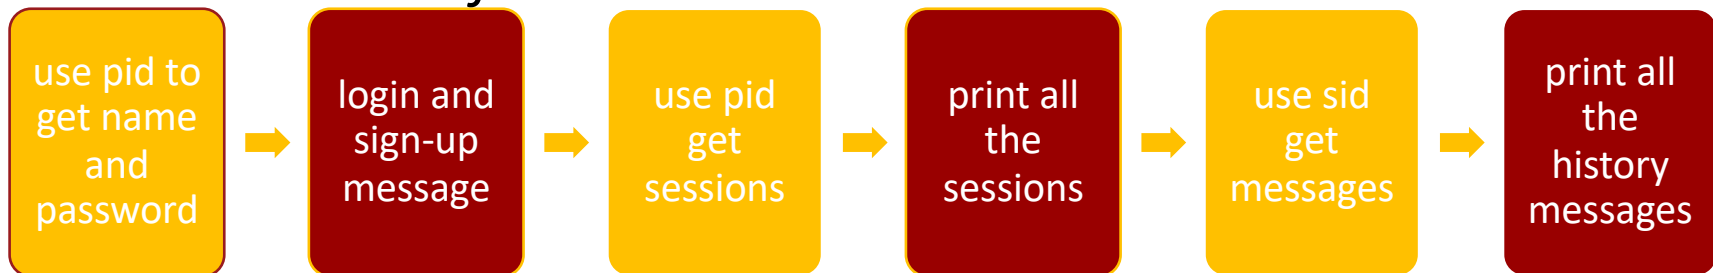 use pid to
get name
and
password
login and
sign-up
message
use pid
get
sessions
print all
the
sessions
use sid
get
messages
print all
the
history
messages